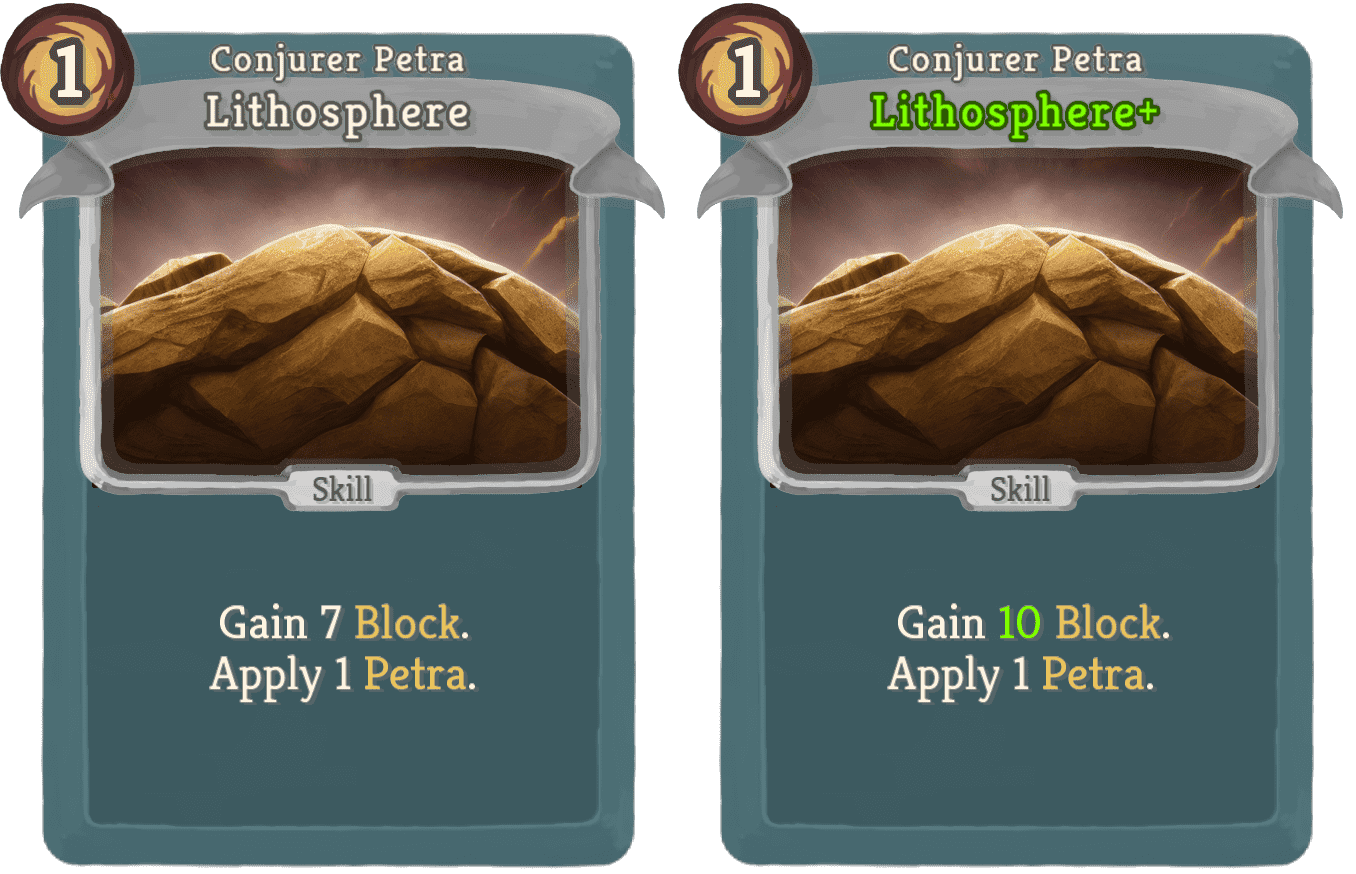 1
Conjurer Petra
Lithosphere
Skill
Gain 7 Block.
Apply 1 Petra.
1
Conjurer Petra
Lithosphere+
Skill
Gain 10 Block.
Apply 1 Petra.